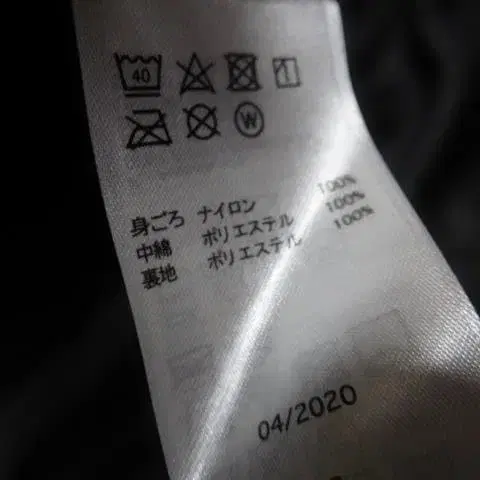 40
W
身ごろ ナイロン 100%
中綿 ポリエステル 100%
裏地 ポリエステル 100%
04/2020